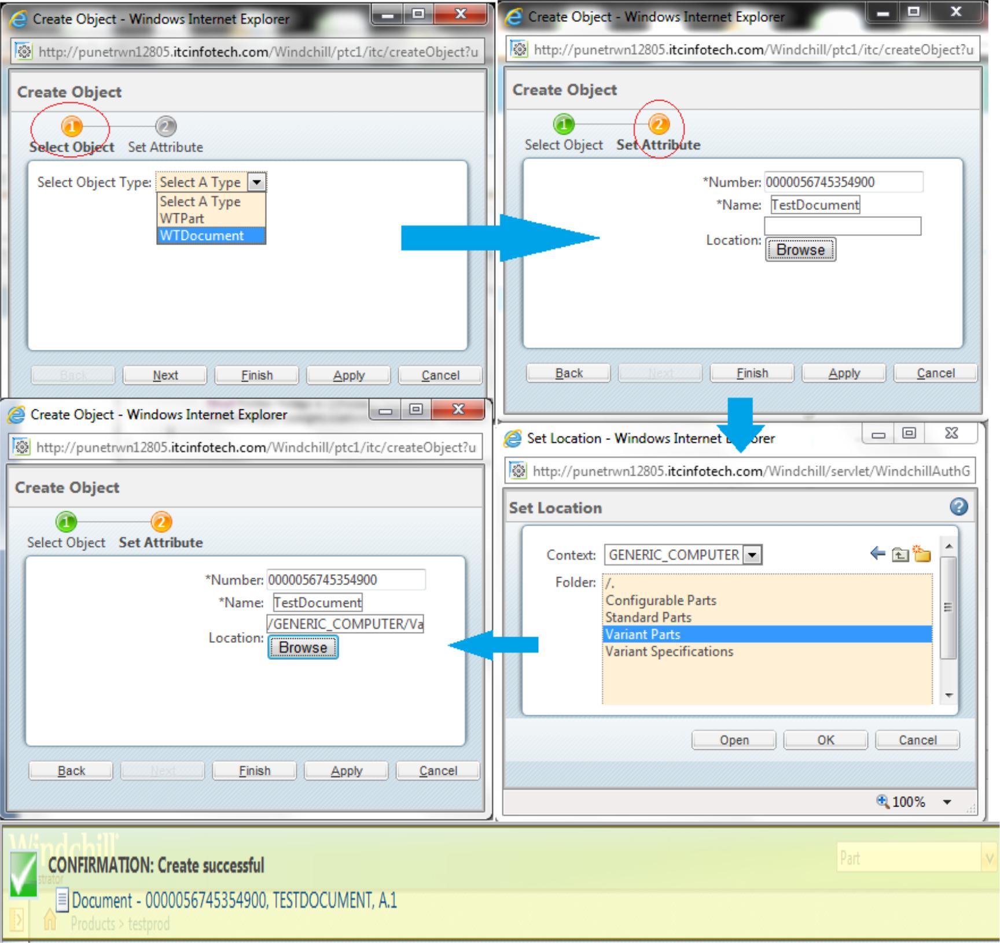 Create Object - Windows Internet Explorer
http://punetrwn12805.itcinfotech.com/Windchill/ptc1/itc/createObject?u
Create Object
1 2
Select Object Set Attribute
Select Object Type: Select A Type
Select A Type
WTPart
WTDocument
Back Next Finish Apply Cancel
Create Object - Windows Internet Explorer
http://punetrwn12805.itcinfotech.com/Windchill/ptc1/itc/createObject?u
Create Object
1 2
Select Object Set Attribute
*Number: 0000056745354900
*Name: TestDocument
Location:
Browse
Back Next Finish Apply Cancel
Set Location - Windows Internet Explorer
http://punetrwn12805.itcinfotech.com/Windchill/servlet/WindchillAuthG
Set Location
?
Context: GENERIC_COMPUTER
Folder: /.
Configurable Parts
Standard Parts
Variant Parts
Variant Specifications
Open OK Cancel
100%
Create Object - Windows Internet Explorer
http://punetrwn12805.itcinfotech.com/Windchill/ptc1/itc/createObject?u
Create Object
1 2
Select Object Set Attribute
*Number: 0000056745354900
*Name: TestDocument
/GENERIC_COMPUTER/Va
Location:
Browse
Back Next Finish Apply Cancel
Windchill
Part
CONFIRMATION: Create successful
strator
Document - 0000056745354900, TESTDOCUMENT, A.1
Products > testprod